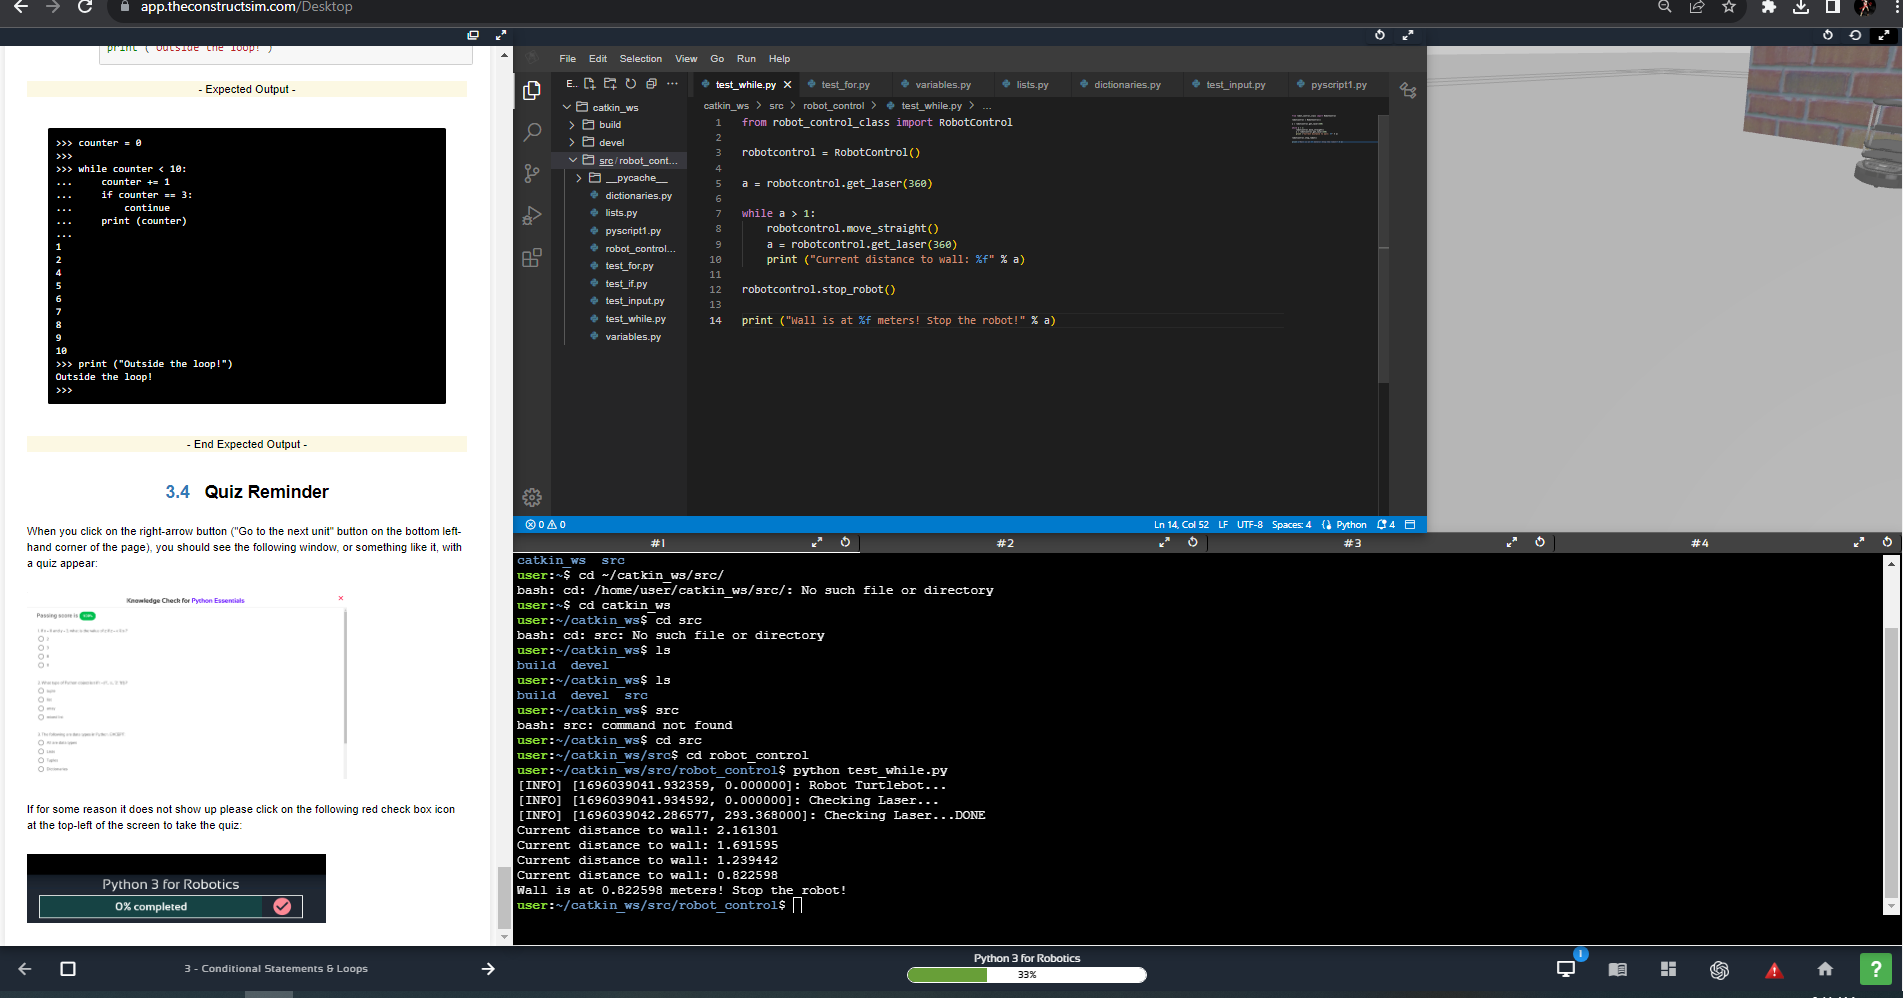 app.theconstructsim.com/Desktop
print ( "Outside the loop!")
- Expected Output -
>>> counter = 0
>>>
>>> while counter < 10:
...     counter += 1
...     if counter == 3:
...         continue
...     print (counter)
...
1
2
4
5
6
7
8
9
10
>>> print ("Outside the loop!")
Outside the loop!
>>>
- End Expected Output -
3.4 Quiz Reminder
When you click on the right-arrow button ("Go to the next unit" button on the bottom left-
hand corner of the page), you should see the following window, or something like it, with
a quiz appear:
Knowledge Check for Python Essentials
Passing score is
If for some reason it does not show up please click on the following red check box icon
at the top-left of the screen to take the quiz:
Python 3 for Robotics
0% completed
File Edit Selection View Go Run Help
E..
catkin_ws
build
devel
src / robot_cont...
__pycache__
dictionaries.py
lists.py
pyscript1.py
robot_control...
test_for.py
test_if.py
test_input.py
test_while.py
variables.py
test_while.py test_for.py variables.py lists.py dictionaries.py test_input.py pyscript1.py
catkin_ws > src > robot_control > test_while.py > ...
1 from robot_control_class import RobotControl
2
3 robotcontrol = RobotControl()
4
5 a = robotcontrol.get_laser(360)
6
7 while a > 1:
8     robotcontrol.move_straight()
9     a = robotcontrol.get_laser(360)
10     print ("Current distance to wall: %f" % a)
11
12 robotcontrol.stop_robot()
13
14 print ("Wall is at %f meters! Stop the robot!" % a)
0 0 Ln 14, Col 52 LF UTF-8 Spaces: 4 Python 4
#1 #2 #3 #4
catkin_ws src
user:~$ cd ~/catkin_ws/src/
bash: cd: /home/user/catkin_ws/src/: No such file or directory
user:~$ cd catkin_ws
user:~/catkin_ws$ cd src
bash: cd: src: No such file or directory
user:~/catkin_ws$ ls
build devel
user:~/catkin_ws$ ls
build devel src
user:~/catkin_ws$ src
bash: src: command not found
user:~/catkin_ws$ cd src
user:~/catkin_ws/src$ cd robot_control
user:~/catkin_ws/src/robot_control$ python test_while.py
[INFO] [1696039041.932359, 0.000000]: Robot Turtlebot...
[INFO] [1696039041.934592, 0.000000]: Checking Laser...
[INFO] [1696039042.286577, 293.368000]: Checking Laser...DONE
Current distance to wall: 2.161301
Current distance to wall: 1.691595
Current distance to wall: 1.239442
Current distance to wall: 0.822598
Wall is at 0.822598 meters! Stop the robot!
user:~/catkin_ws/src/robot_control$
3 - Conditional Statements & Loops
Python 3 for Robotics
33%
1
?